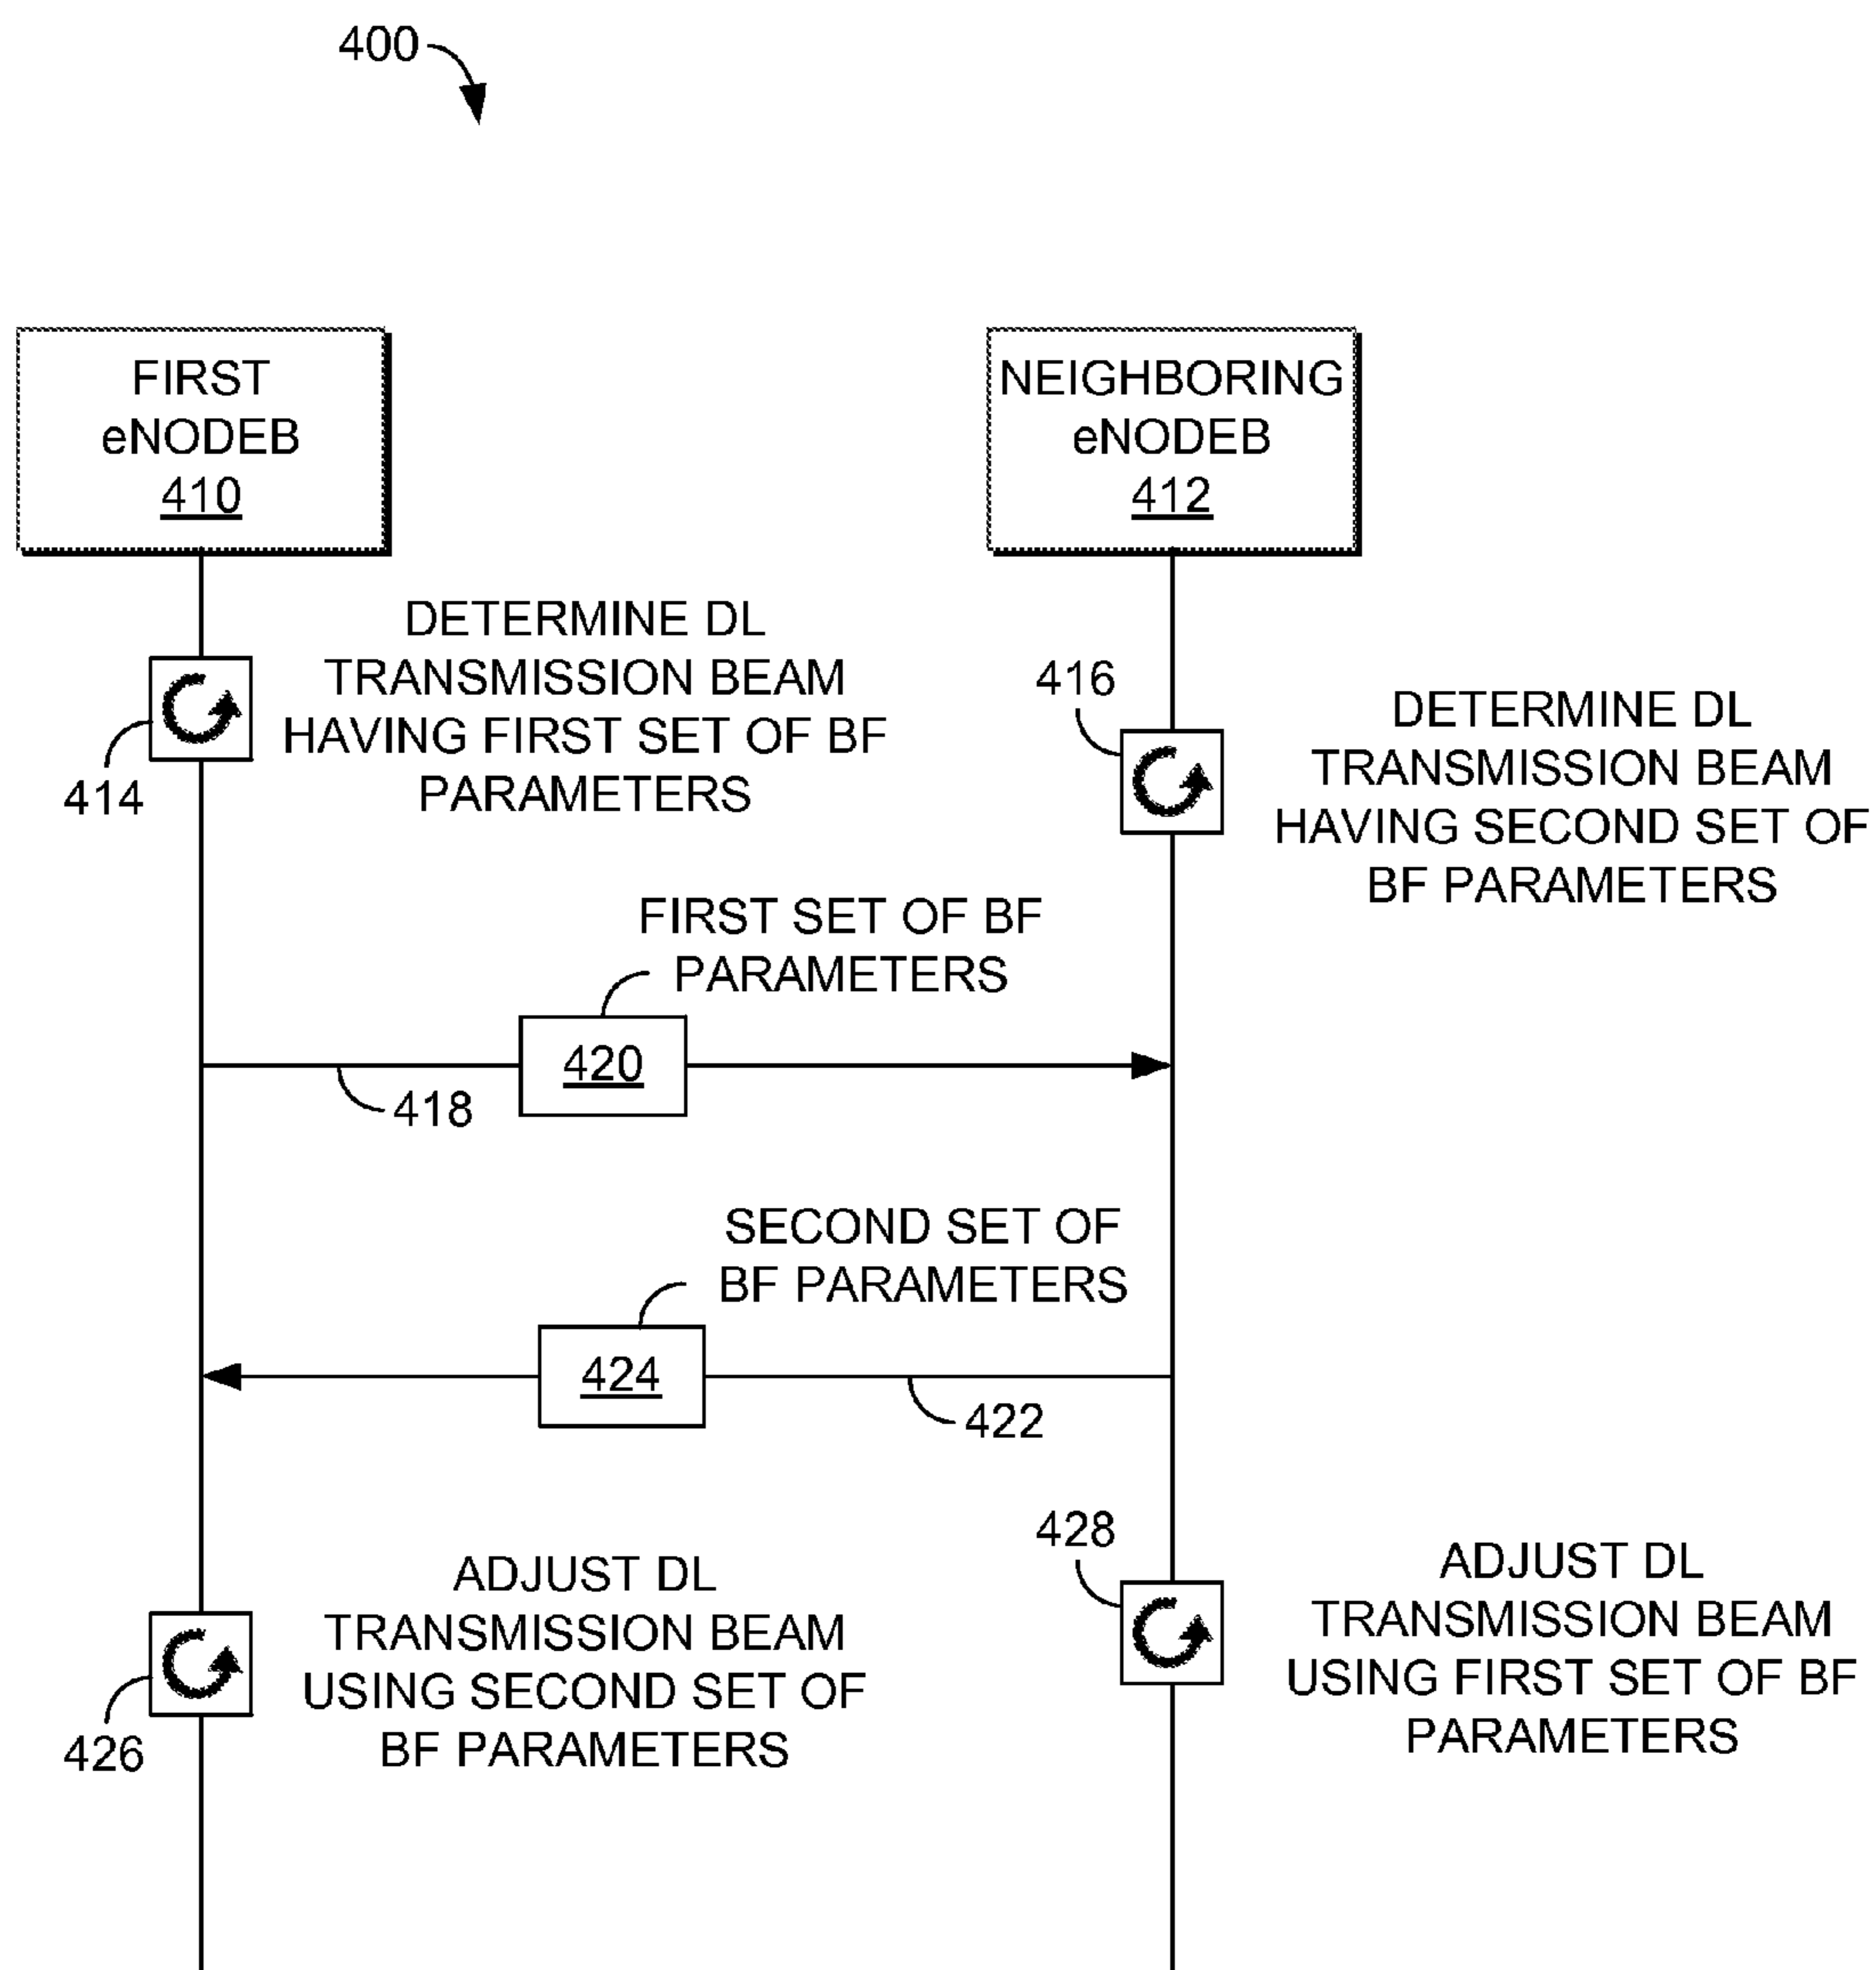 400
FIRST
eNODEB
410
NEIGHBORING
eNODEB
412
DETERMINE DL
TRANSMISSION BEAM
HAVING FIRST SET OF BF
PARAMETERS
414
416
DETERMINE DL
TRANSMISSION BEAM
HAVING SECOND SET OF
BF PARAMETERS
FIRST SET OF BF
PARAMETERS
420
418
SECOND SET OF
BF PARAMETERS
424
422
428
ADJUST DL
TRANSMISSION BEAM
USING SECOND SET OF
BF PARAMETERS
426
ADJUST DL
TRANSMISSION BEAM
USING FIRST SET OF BF
PARAMETERS